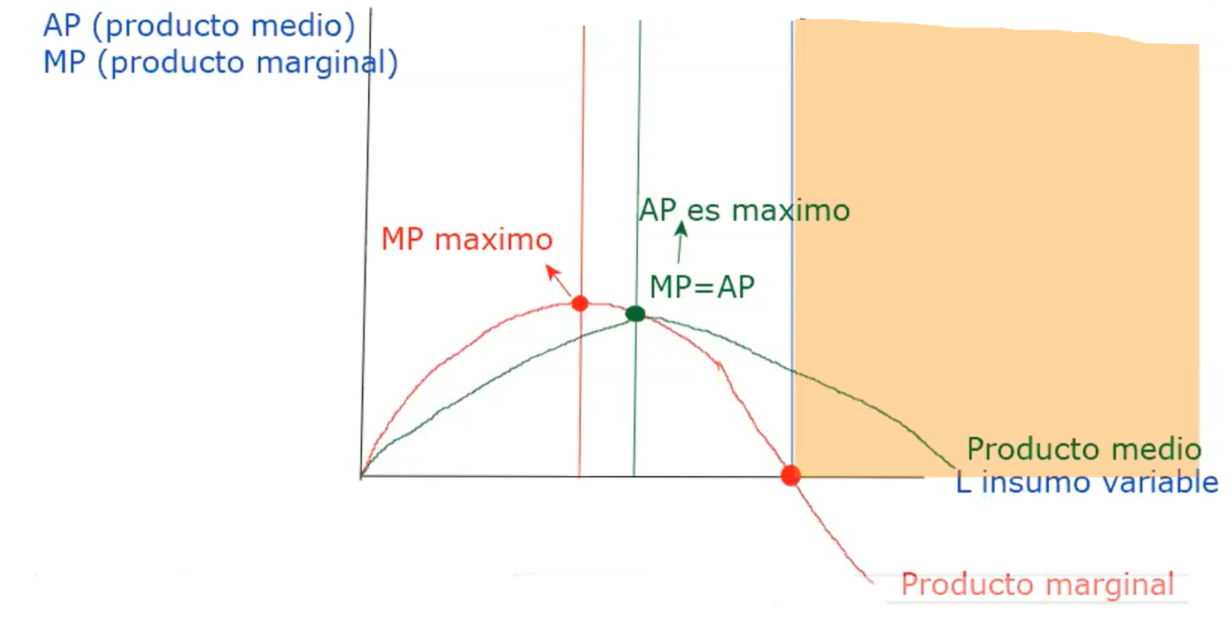 AP (producto medio)
MP (producto marginal)
AP es maximo
MP maximo
MP=AP
Producto medio
L insumo variable
Producto marginal